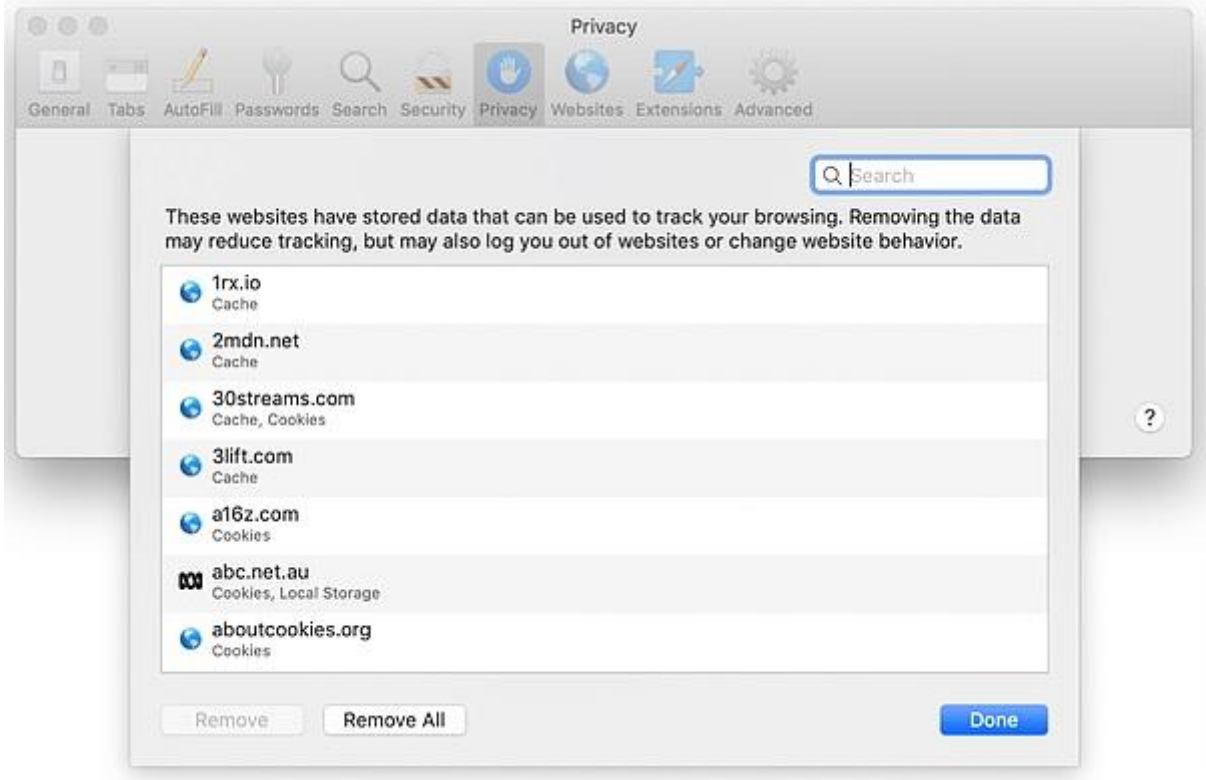 Privacy
General Tabs AutoFill Passwords Search Security Privacy Websites Extensions Advanced
Search
These websites have stored data that can be used to track your browsing. Removing the data
may reduce tracking, but may also log you out of websites or change website behavior.
1rx.io
Cache
2mdn.net
Cache
30streams.com
Cache, Cookies
?
3lift.com
Cache
a16z.com
Cookies
abc.net.au
Cookies, Local Storage
aboutcookies.org
Cookies
Remove Remove All Done